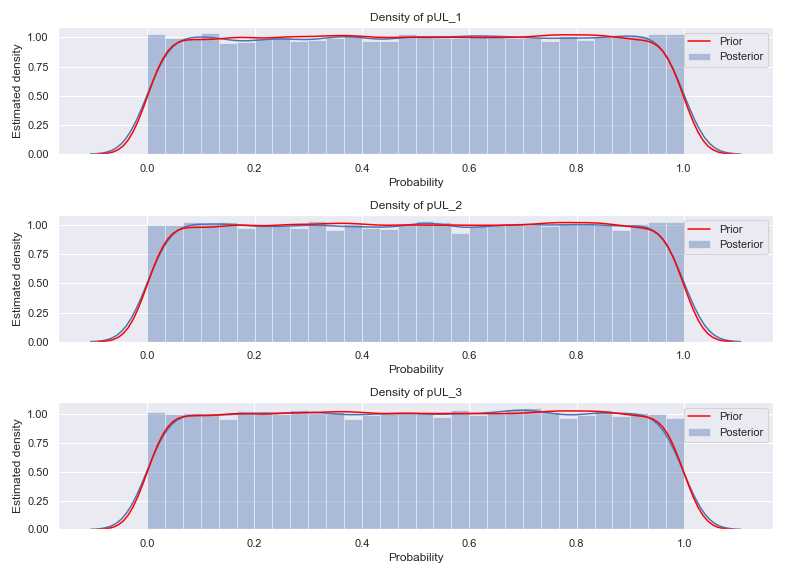 Density of pUL_1
Estimated density
1.00
0.75
0.50
0.25
0.00
Prior
Posterior
0.0 0.2 0.4 0.6 0.8 1.0
Probability
Density of pUL_2
Estimated density
1.00
0.75
0.50
0.25
0.00
Prior
Posterior
0.0 0.2 0.4 0.6 0.8 1.0
Probability
Density of pUL_3
Estimated density
1.00
0.75
0.50
0.25
0.00
Prior
Posterior
0.0 0.2 0.4 0.6 0.8 1.0
Probability